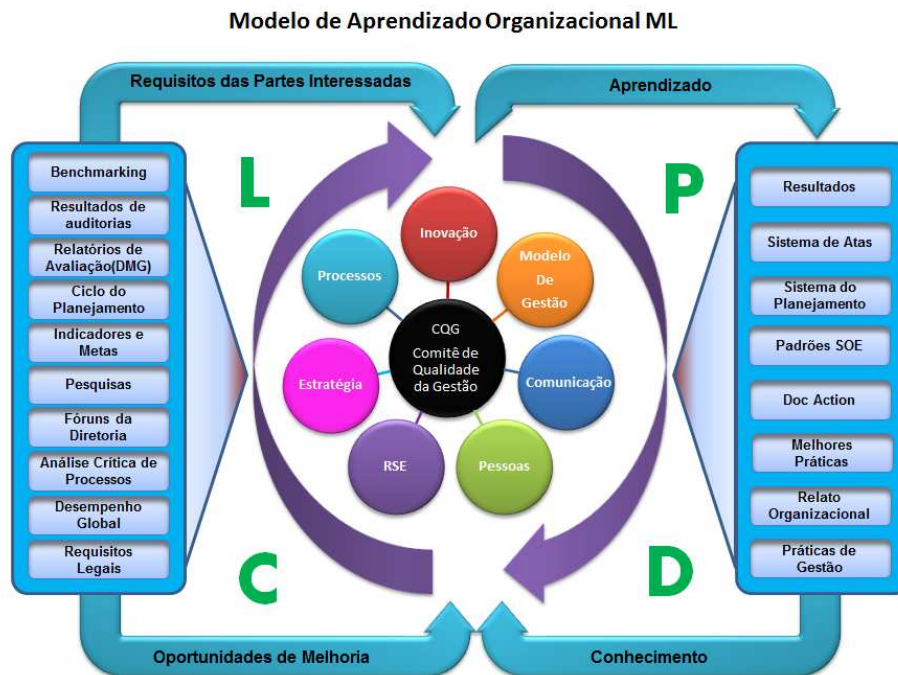 Modelo de Aprendizado Organizacional ML
Requisitos das Partes Interessadas
Aprendizado
Benchmarking
Resultados de
auditorias
Relatórios de
Avaliação(DMG)
Ciclo do
Planejamento
Indicadores e
Metas
Pesquisas
Fóruns da
Diretoria
Análise Crítica de
Processos
Desempenho
Global
Requisitos
Legais
L
P
C
D
Inovação
Modelo
De
Gestão
Comunicação
Pessoas
RSE
Estratégia
Processos
CQG
Comitê de
Qualidade
da Gestão
Resultados
Sistema de Atas
Sistema do
Planejamento
Padrões SOE
Doc Action
Melhores
Práticas
Relato
Organizacional
Práticas de
Gestão
Oportunidades de Melhoria
Conhecimento